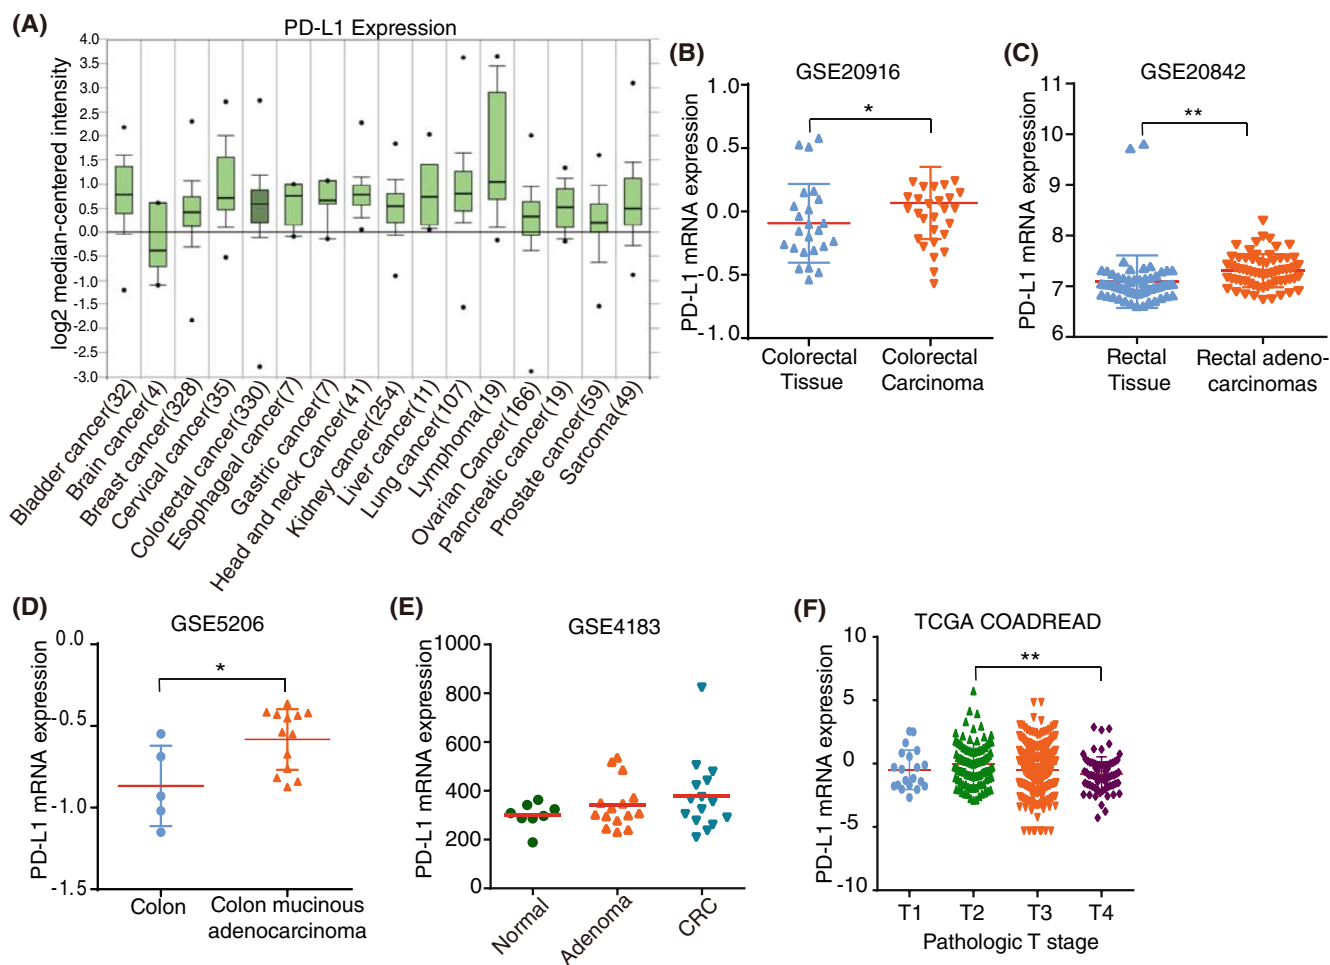 (A)
PD-L1 Expression
log2 median-centered intensity
4.0
3.5
3.0
2.5
2.0
1.5
1.0
0.5
0.0
-0.5
-1.0
-1.5
-2.0
-2.5
-3.0
Bladder cancer(32)
Brain cancer(4)
Breast cancer(328)
Cervical cancer(35)
Colorectal cancer(330)
Esophageal cancer(7)
Gastric cancer(7)
Head and neck Cancer(41)
Kidney cancer(254)
Liver cancer(11)
Lung cancer(107)
Lymphoma(19)
Ovarian Cancer(166)
Pancreatic cancer(19)
Prostate cancer(59)
Sarcoma(49)
(B)
GSE20916
PD-L1 mRNA expression
1.0
0.5
0.0
-0.5
-1.0
*
Colorectal
Tissue
Colorectal
Carcinoma
(C)
GSE20842
PD-L1 mRNA expression
11
10
9
8
7
6
**
Rectal
Tissue
Rectal adeno-
carcinomas
(D)
GSE5206
PD-L1 mRNA expression
0.0
-0.5
-1.0
-1.5
*
Colon
Colon mucinous
adenocarcinoma
(E)
GSE4183
PD-L1 mRNA expression
1000
800
600
400
200
0
Normal
Adenoma
CRC
(F)
TCGA COADREAD
PD-L1 mRNA expression
10
5
0
-5
-10
**
T1
T2
T3
T4
Pathologic T stage